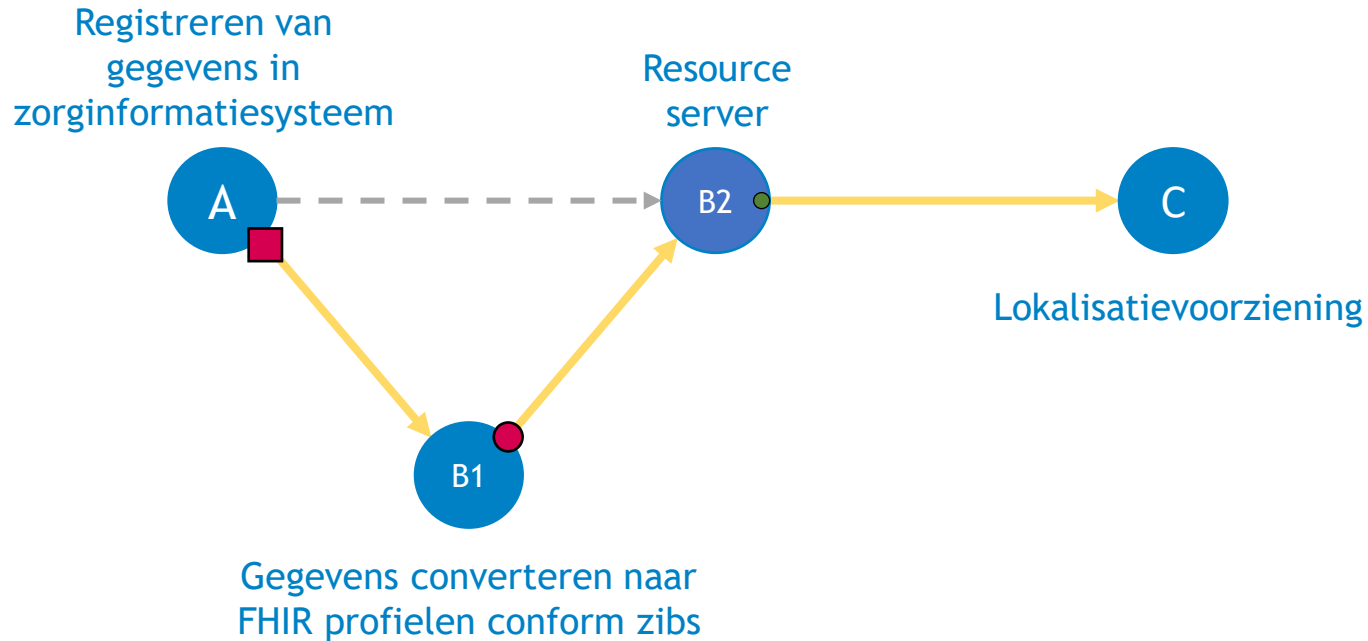 Registreren van
gegevens in
zorginformatiesysteem
Resource
server
A
B2
C
Lokalisatievoorziening
B1
Gegevens converteren naar
FHIR profielen conform zibs